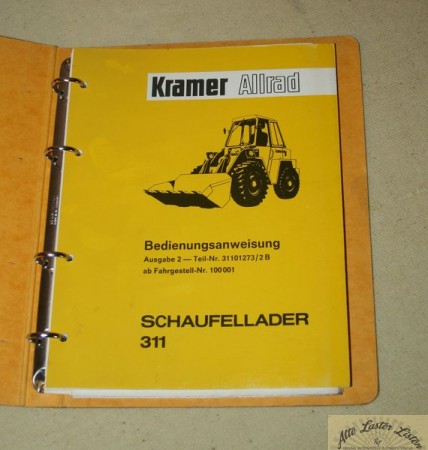 Kramer Allrad
Bedienungsanweisung
Ausgabe 2 — Teil-Nr. 31101273/2 B
ab Fahrgestell-Nr. 100 001
SCHAUFELLADER
311
Alte Laster Listen